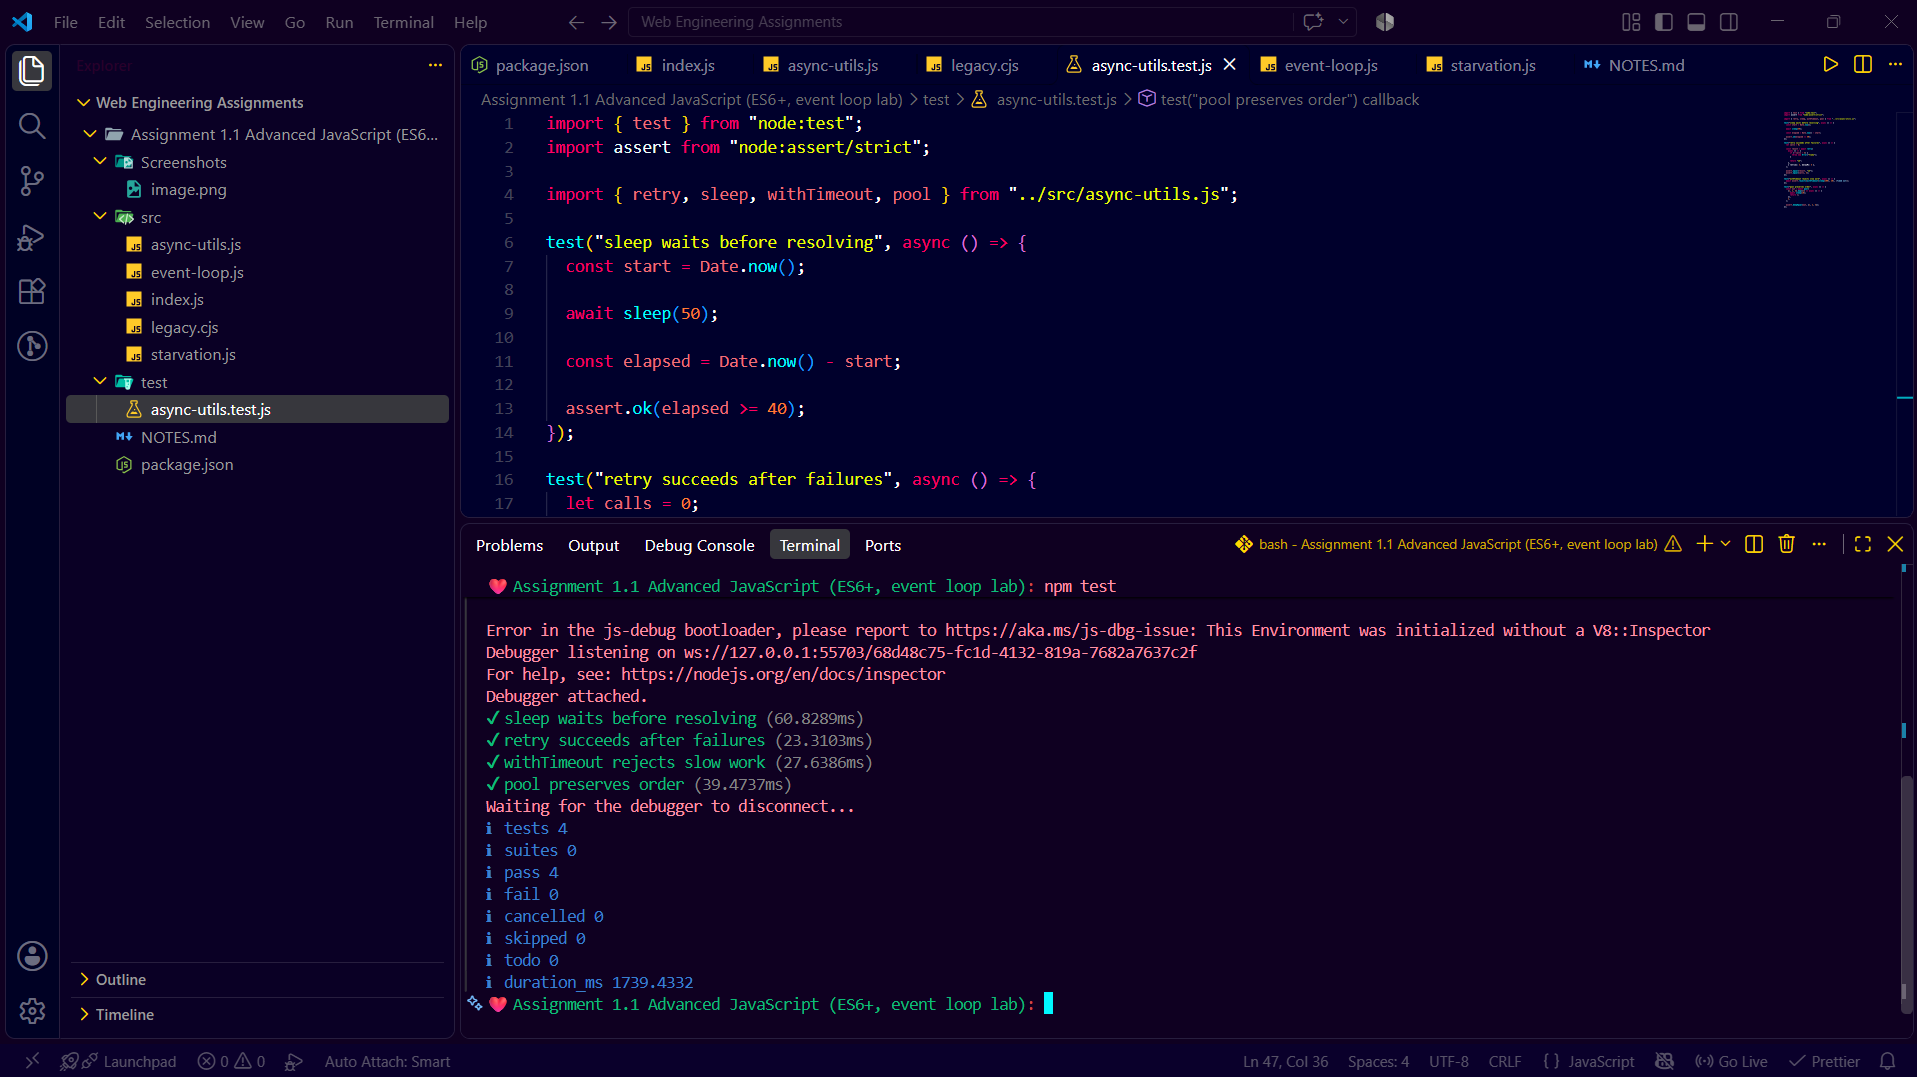 File Edit Selection View Go Run Terminal Help
Web Engineering Assignments
Explorer
Web Engineering Assignments
Assignment 1.1 Advanced JavaScript (ES6...
Screenshots
image.png
src
async-utils.js
event-loop.js
index.js
legacy.cjs
starvation.js
test
async-utils.test.js
NOTES.md
package.json
Outline
Timeline
package.json index.js async-utils.js legacy.cjs async-utils.test.js event-loop.js starvation.js NOTES.md
Assignment 1.1 Advanced JavaScript (ES6+, event loop lab) > test > async-utils.test.js > test("pool preserves order") callback
1 import { test } from "node:test";
2 import assert from "node:assert/strict";
3
4 import { retry, sleep, withTimeout, pool } from "../src/async-utils.js";
5
6 test("sleep waits before resolving", async () => {
7 const start = Date.now();
8
9 await sleep(50);
10
11 const elapsed = Date.now() - start;
12
13 assert.ok(elapsed >= 40);
14 });
15
16 test("retry succeeds after failures", async () => {
17 let calls = 0;
Problems Output Debug Console Terminal Ports
bash - Assignment 1.1 Advanced JavaScript (ES6+, event loop lab)
Assignment 1.1 Advanced JavaScript (ES6+, event loop lab): npm test
Error in the js-debug bootloader, please report to https://aka.ms/js-dbg-issue: This Environment was initialized without a V8::Inspector
Debugger listening on ws://127.0.0.1:55703/68d48c75-fc1d-4132-819a-7682a7637c2f
For help, see: https://nodejs.org/en/docs/inspector
Debugger attached.
✓ sleep waits before resolving (60.8289ms)
✓ retry succeeds after failures (23.3103ms)
✓ withTimeout rejects slow work (27.6386ms)
✓ pool preserves order (39.4737ms)
Waiting for the debugger to disconnect...
ℹ tests 4
ℹ suites 0
ℹ pass 4
ℹ fail 0
ℹ cancelled 0
ℹ skipped 0
ℹ todo 0
ℹ duration_ms 1739.4332
Assignment 1.1 Advanced JavaScript (ES6+, event loop lab):
Launchpad 0 0 Auto Attach: Smart Ln 47, Col 36 Spaces: 4 UTF-8 CRLF {} JavaScript Go Live Prettier